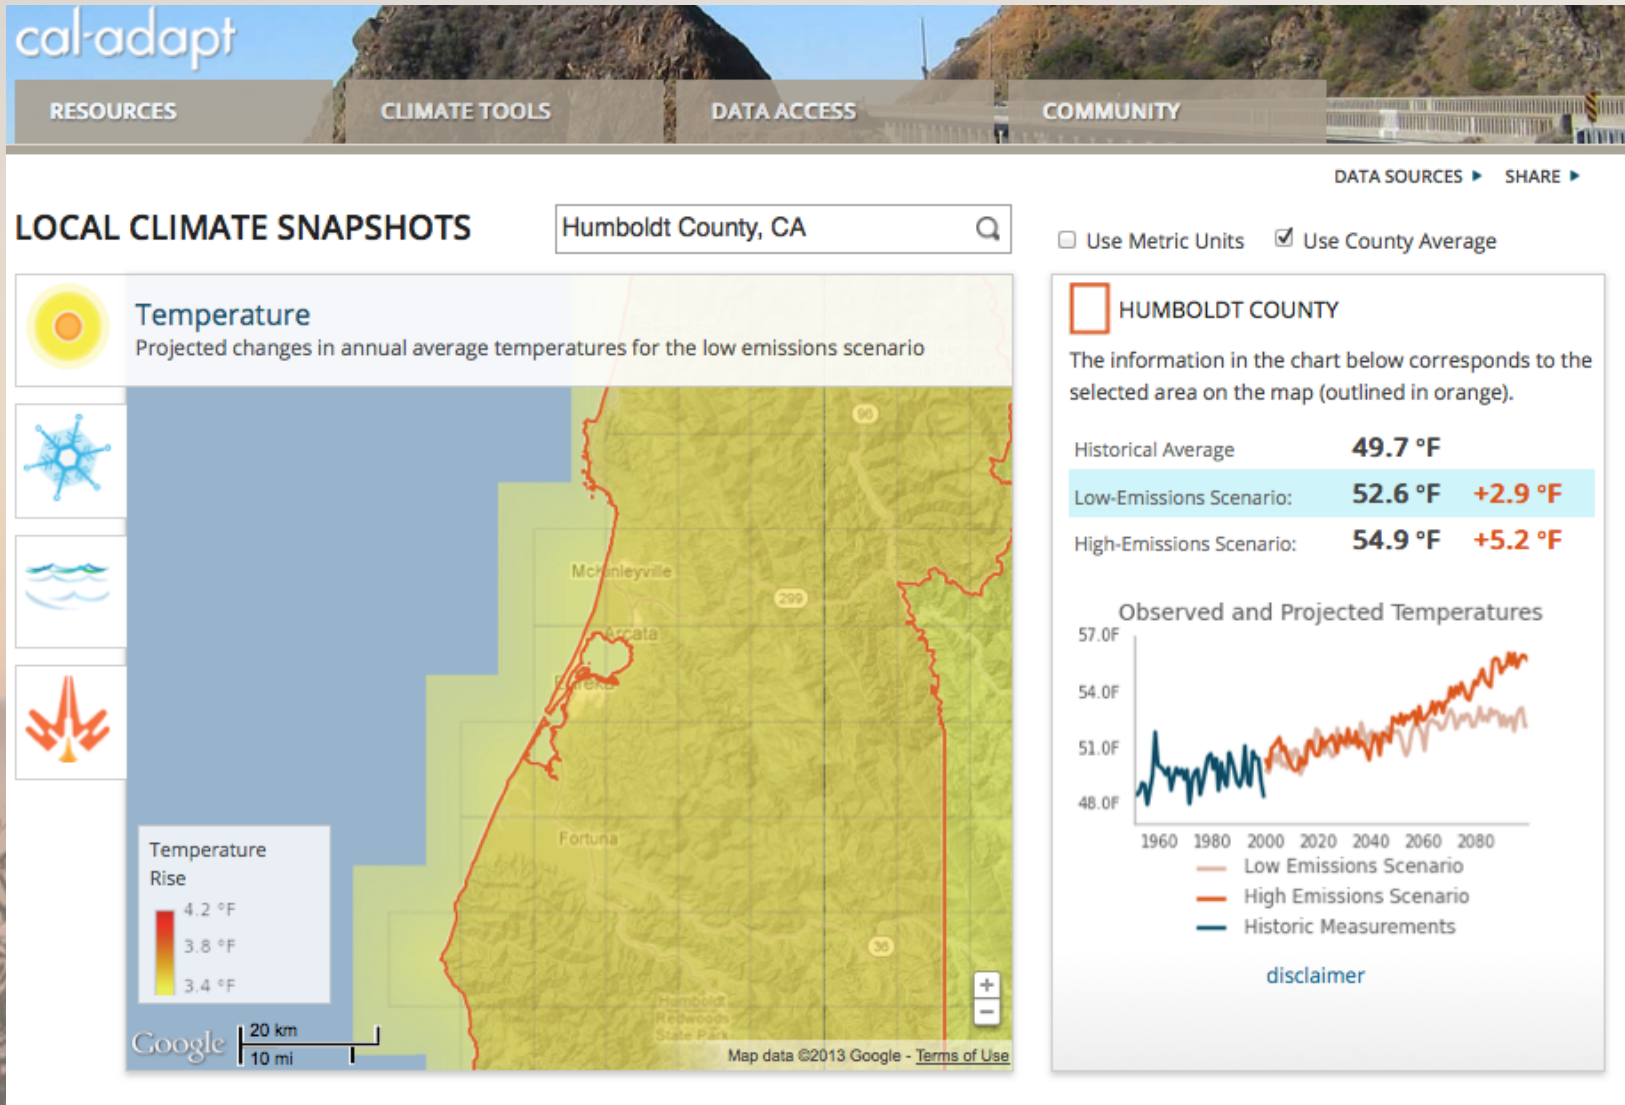 cal-adapt
RESOURCES
CLIMATE TOOLS
DATA ACCESS
COMMUNITY
DATA SOURCES
SHARE
LOCAL CLIMATE SNAPSHOTS
Humboldt County, CA
Use Metric Units
Use County Average
Temperature
Projected changes in annual average temperatures for the low emissions scenario
96
McKinleyville
299
Arcata
Eureka
Fortuna
36
Humboldt
Redwoods
State Park
Temperature
Rise
4.2 °F
3.8 °F
3.4 °F
Google
20 km
10 mi
+
−
Map data ©2013 Google - Terms of Use
HUMBOLDT COUNTY
The information in the chart below corresponds to the
selected area on the map (outlined in orange).
Historical Average 49.7 °F
Low-Emissions Scenario: 52.6 °F +2.9 °F
High-Emissions Scenario: 54.9 °F +5.2 °F
Observed and Projected Temperatures
57.0F
54.0F
51.0F
48.0F
1960 1980 2000 2020 2040 2060 2080
Low Emissions Scenario
High Emissions Scenario
Historic Measurements
disclaimer